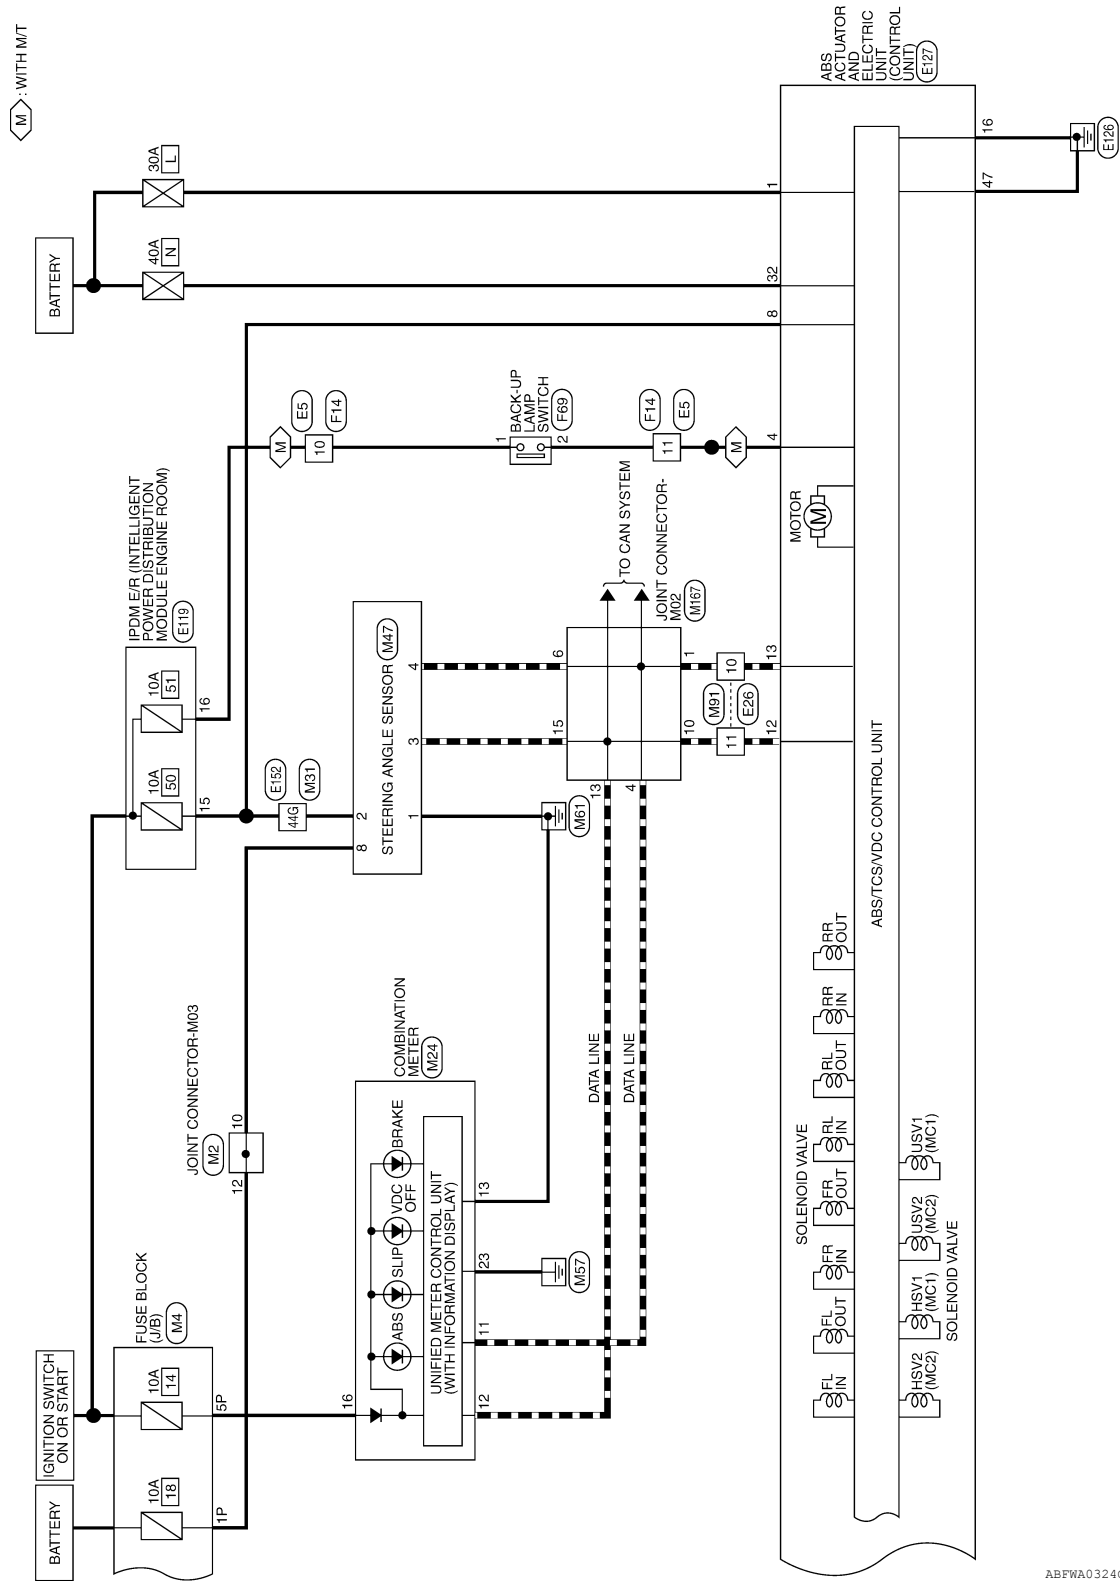 M : WITH M/T
BATTERY
IGNITION SWITCH
ON OR START
BATTERY
FUSE BLOCK
(J/B)
M4
10A
18
10A
14
1P
5P
JOINT CONNECTOR-M03
M2
12
10
IPDM E/R (INTELLIGENT
POWER DISTRIBUTION
MODULE ENGINE ROOM)
E119
10A
50
10A
51
15
16
40A
N
30A
L
E152
M31
44G
M
10
E5
F14
1
2
BACK-UP
LAMP
SWITCH
F69
11
F14
E5
M
8
2
STEERING ANGLE SENSOR
M47
1
3
4
16
COMBINATION
METER
M24
ABS
SLIP
VDC
OFF
BRAKE
UNIFIED METER CONTROL UNIT
(WITH INFORMATION DISPLAY)
12
11
23
13
M57
M61
DATA LINE
DATA LINE
13
4
15
6
TO CAN SYSTEM
JOINT CONNECTOR-
M02
M167
10
1
11
10
M91
E26
12
13
4
8
32
1
ABS
ACTUATOR
AND
ELECTRIC
UNIT
(CONTROL
UNIT)
E127
MOTOR
M
SOLENOID VALVE
FL
IN
FL
OUT
FR
IN
FR
OUT
RL
IN
RL
OUT
RR
IN
RR
OUT
ABS/TCS/VDC CONTROL UNIT
HSV2
(MC2)
HSV1
(MC1)
USV2
(MC2)
USV1
(MC1)
SOLENOID VALVE
47
16
E126